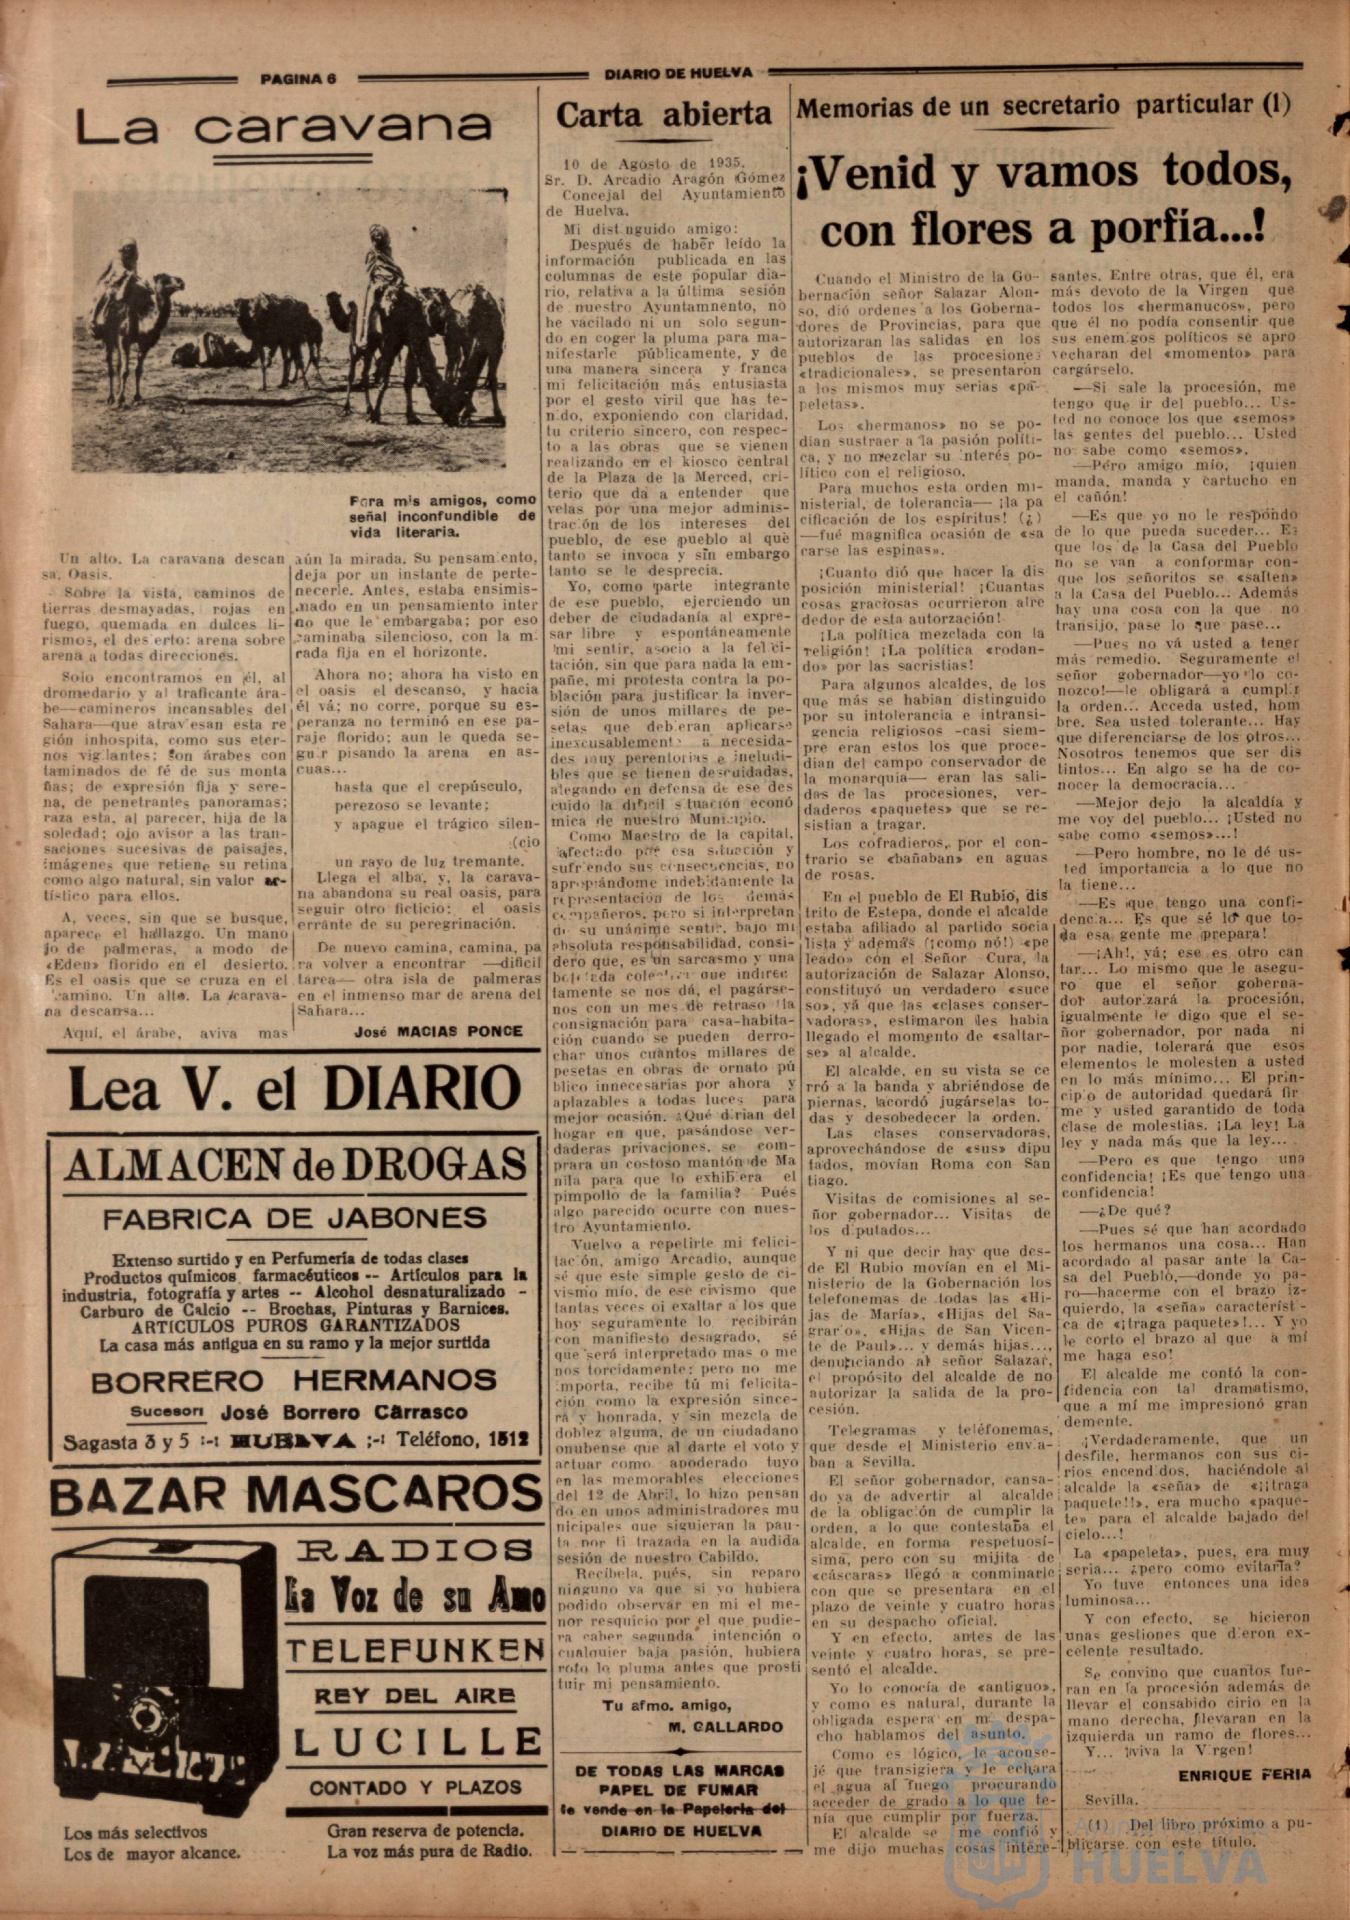 PAGINA 6
DIARIO DE HUELVA
La caravana
Para mis amigos, como
señal inconfundible de
vida literaria.
Un alto. La caravana descan
sa. Oasis.
Sobre la vista, caminos de
tierras desmayadas, rojas en
fuego, quemada en dulces li-
rismos, el desierto: arena sobre
arena a todas direcciones.
Solo encontramos en él, al
dromedario y al traficante ára-
be—camineros incansables del
Sahara—que atraviesan esta re
gión inhospita, como sus eter-
nos vigilantes; son árabes con
taminados de fé de sus monta
ñas; de expresión fija y sere-
na, de penetrantes panoramas;
raza esta, al parecer, hija de la
soledad; ojo avisor a las tran-
saciones sucesivas de paisajes,
imágenes que retiene su retina
como algo natural, sin valor ar-
tístico para ellos.
A, veces, sin que se busque,
aparece el hallazgo. Un mano
jo de palmeras, a modo de
«Eden» florido en el desierto.
Es el oasis que se cruza en el
camino. Un alto. La carava-
na descansa...
Aquí, el árabe, aviva mas
aún la mirada. Su pensamiento,
deja por un instante de perte-
necerle. Antes, estaba ensimis-
mado en un pensamiento inter
no que le embargaba; por eso
caminaba silencioso, con la mi
rada fija en el horizonte.
Ahora no; ahora ha visto en
el oasis el descanso, y hacia
él vá; no corre, porque su es-
peranza no terminó en ese pa-
raje florido; aun le queda se-
guir pisando la arena en as-
cuas...
hasta que el crepúsculo,
perezoso se levante;
y apague el trágico silen-
(cio
un rayo de luz tremante.
Llega el alba, y, la carava-
na abandona su real oasis, para
seguir otro ficticio: el oasis
errante de su peregrinación.
De nuevo camina, camina, pa
ra volver a encontrar —dificil
tárea— otra isla de palmeras
en el inmenso mar de arena del
Sahara...
José MACIAS PONCE
Lea V. el DIARIO
ALMACEN de DROGAS
FABRICA DE JABONES
Extenso surtido y en Perfumería de todas clases
Productos químicos farmacéuticos -- Artículos para la
industria, fotografía y artes -- Alcohol desnaturalizado -
Carburo de Calcio -- Brochas, Pinturas y Barnices.
ARTICULOS PUROS GARANTIZADOS
La casa más antigua en su ramo y la mejor surtida
BORRERO HERMANOS
Sucesori José Borrero Carrasco
Sagasta 3 y 5 :-: HUELVA :-: Teléfono, 1512
BAZAR MASCAROS
RADIOS
La Voz de su Amo
TELEFUNKEN
REY DEL AIRE
LUCILLE
CONTADO Y PLAZOS
Los más selectivos
Los de mayor alcance.
Gran reserva de potencia.
La voz más pura de Radio.
Carta abierta
10 de Agosto de 1935.
Sr. D. Arcadio Aragón Gómez
Concejal del Ayuntamiento
de Huelva.
Mi distinguido amigo:
Después de haber leído la
información publicada en las
columnas de este popular dia-
rio, relativa a la última sesión
de nuestro Ayuntamnento, no
he vacilado ni un solo segun-
do en coger la pluma para ma-
nifestarle públicamente, y de
una manera sincera y franca
mi felicitación más entusiasta
por el gesto viril que has te-
nido, exponiendo con claridad,
tu criterio sincero, con respec-
to a las obras que se vienen
realizando en el kiosco central
de la Plaza de la Merced, cri-
terio que da a entender que
velas por una mejor adminis-
tración de los intereses del
pueblo, de ese pueblo al que
tanto se invoca y sin embargo
tanto se le desprecia.
Yo, como parte integrante
de ese pueblo, ejerciendo un
deber de ciudadanía al expre-
sar libre y espontáneamente
mi sentir, asocio a la felici-
tación, sin que para nada la em-
pañe, mi protesta contra la po-
blación para justificar la inver-
sión de unos millares de pe-
setas que debieran aplicarse
inexcusablemente a necesida-
des muy perentorias e ineludi-
bles que se tienen descuidadas,
alegando en defensa de ese des
cuido la dificil situación econó
mica de nuestro Municipio.
Como Maestro de la capital,
afectado por esa situación y
sufriendo sus consecuencias, no
apropiándome indebidamente la
representación de los demás
compañeros, pero si interpretan
do su unánime sentir, bajo mi
absoluta responsabilidad, consi-
dero que, es un sarcasmo y una
bofetada colectiva que indirec
tamente se nos dá, el pagárse-
nos con un mes de retraso la
consignación para casa-habita-
ción cuando se pueden derro-
char unos cuantos millares de
pesetas en obras de ornato pú
blico innecesarias por ahora y
aplazables a todas luces para
mejor ocasión. ¿Qué dirian del
hogar en que, pasándose ver-
daderas privaciones, se com-
prara un costoso mantón de Ma
nila para que lo exhibiera el
pimpollo de la familia? Pués
algo parecido ocurre con nues-
tro Ayuntamiento.
Vuelvo a repetirte mi felici-
tación, amigo Arcadio, aunque
sé que este simple gesto de ci-
vismo mío, de ese civismo que
tantas veces oi exaltar a los que
hoy seguramente lo recibirán
con manifiesto desagrado, sé
que será interpretado mas o me
nos torcidamente; pero no me
importa, recibe tú mi felicita-
ción como la expresión since-
ra y honrada, y sin mezcla de
doblez alguna, de un ciudadano
onubense que al darte el voto y
actuar como apoderado tuyo
en las memorables elecciones
del 12 de Abril, lo hizo pensan
do en unos administradores mu
nicipales que siguieran la pau-
ta por ti trazada en la audida
sesión de nuestro Cabildo.
Recíbela, pués, sin reparo
ninguno ya que si yo hubiera
podido observar en mi el me-
nor resquicio por el que pudie-
ra caber segunda intención o
cualquier baja pasión, hubiera
roto la pluma antes que prosti
tuir mi pensamiento.
Tu afmo. amigo,
M. GALLARDO
DE TODAS LAS MARCAS
PAPEL DE FUMAR
se vende en la Papeleria del
DIARIO DE HUELVA
Memorias de un secretario particular (1)
¡Venid y vamos todos,
con flores a porfía...!
Cuando el Ministro de la Go-
bernación señor Salazar Alon-
so, dió ordenes a los Goberna-
dores de Provincias, para que
autorizaran las salidas en los
pueblos de las procesiones
«tradicionales», se presentaron
a los mismos muy serias «pa-
peletas».
Los «hermanos» no se po-
dian sustraer a la pasión políti-
ca, y no mezclar su interés po-
lítico con el religioso.
Para muchos esta orden mi-
nisterial, de tolerancia— ¡la pa
cificación de los espíritus! (¿)
—fué magnifica ocasión de «sa
carse las espinas».
¡Cuanto dió que hacer la dis
posición ministerial! ¡Cuantas
cosas graciosas ocurrieron alre
dedor de esta autorzación!
¡La política mezclada con la
religión! ¡La política «rodan-
do» por las sacristias!
Para algunos alcaldes, de los
que más se habian distinguido
por su intolerancia e intransi-
gencia religiosos -casi siem-
pre eran estos los que proce-
dian del campo conservador de
la monarquia— eran las sali-
das de las procesiones, ver-
daderos «paquetes» que se re-
sistian a tragar.
Los cofradieros, por el con-
trario se «bañaban» en aguas
de rosas.
En el pueblo de El Rubio, dis
trito de Estepa, donde el alcalde
estaba afiliado al partido socia
lista y además (¡como nó!) «pe
leado» con el Señor Cura, la
autorización de Salazar Alonso,
constituyó un verdadero «suce
so», yá que las «clases conser-
vadoras», estimaron les habia
llegado el momento de «saltar-
se» al alcalde.
El alcalde, en su vista se ce
rró a la banda y abriéndose de
piernas, acordó jugárselas to-
das y desobedecer la orden.
Las clases conservadoras,
aprovechándose de «sus» dipu
tados, movían Roma con San
tiago.
Visitas de comisiones al se-
ñor gobernador... Visitas de
los diputados...
Y ni que decir hay que des-
de El Rubio movían en el Mi-
nisterio de la Gobernación los
telefonemas de todas las «Hi-
jas de María», «Hijas del Sa-
grario», «Hijas de San Vicen-
te de Paul»... y demás hijas...,
denunciando al señor Salazar,
el propósito del alcalde de no
autorizar la salida de la pro-
cesión.
Telegramas y teléfonemas,
que desde el Ministerio envia-
ban a Sevilla.
El señor gobernador, cansa-
do ya de advertir al alcalde
de la obligación de cumplir la
orden, a lo que contestaba el
alcalde, en forma respetuosí-
sima, pero con su mijita de
«cáscaras» llegó a conminarle
con que se presentara en el
plazo de veinte y cuatro horas
en su despacho oficial.
Y en efecto, antes de las
veinte y cuatro horas, se pre-
sentó el alcalde.
Yo lo conocía de «antiguo»,
y como es natural, durante la
obligada espera en mi despa-
cho hablamos del asunto.
Como es lógico, le aconse-
jé que transigiera y le echara
el agua al fuego procurando
acceder de grado a lo que te-
nía que cumplir por fuerza.
El alcalde se me confió y
me dijo muchas cosas intere-
santes. Entre otras, que él, era
más devoto de la Virgen que
todos los «hermanucos», pero
que él no podía consentir que
sus enemigos políticos se apro
vecharan del «momento» para
cargárselo.
—Si sale la procesión, me
tengo que ir del pueblo... Us-
ted no conoce los que «semos»
las gentes del pueblo... Usted
no sabe como «semos».
—Péro amigo mío, ¡quien
manda, manda y cartucho en
el cañón!
—Es que yo no le respondo
de lo que pueda suceder... Es
que los de la Casa del Pueblo
no se van a conformar con
que los señoritos se «salten»
a la Casa del Pueblo... Además
hay una cosa con la que no
transijo, pase lo que pase...
—Pues no vá usted a tener
más remedio. Seguramente el
señor gobernador—yo lo co-
nozco!—le obligará a cumplir
la orden... Acceda usted, hom
bre. Sea usted tolerante... Hay
que diferenciarse de los otros...
Nosotros tenemos que ser dis
tintos... En algo se ha de co-
nocer la democracia...
—Mejor dejo la alcaldía y
me voy del pueblo... ¡Usted no
sabe como «semos»...!
—Pero hombre, no le dé us-
ted importancia a lo que no
la tiene...
—Es que tengo una confi-
dencia... Es que sé lo que to-
da esa gente me prepara!
—¡Ah!, yá; ese es otro can
tar... Lo mismo que le asegu-
ro que el señor goberna-
dor autorizará la procesión,
igualmente le digo que el se-
ñor gobernador, por nada ni
por nadie, tolerará que esos
elementos le molesten a usted
en lo más mínimo... El prin-
cipio de autoridad quedará fir
me y usted garantido de toda
clase de molestias. ¡La ley! La
ley y nada más que la ley...
—Pero es que tengo una
confidencia! ¡Es que tengo una
confidencia!
—¿De qué?
—Pues sé que han acordado
los hermanos una cosa... Han
acordado al pasar ante la Ca-
sa del Pueblo,—donde yo pa-
ro—hacerme con el brazo iz-
quierdo, la «seña» característi-
ca de «¡traga paquete»!... Y yo
le corto el brazo al que a mí
me haga eso!
El alcalde me contó la con-
fidencia con tal dramatismo,
que a mí me impresionó gran
demente.
¡Verdaderamente, que un
desfile, hermanos con sus ci-
rios encendidos, haciéndole al
alcalde la «seña» de «¡¡traga
paquete!!», era mucho «paque-
te» para el alcalde bajado del
cielo...!
La «papeleta», pues, era muy
seria... ¿pero como evitarla?
Yo tuve entonces una idea
luminosa...
Y con efecto, se hicieron
unas gestiones que dieron ex-
celente resultado.
Se convino que cuantos fue-
ran en la procesión además de
llevar el consabido cirio en la
mano derecha, llevaran en la
izquierda un ramo de flores...
Y... ¡viva la Virgen!
ENRIQUE FERIA
Sevilla.
(1) Del libro próximo a pu-
blicarse con este título.
HUELVA